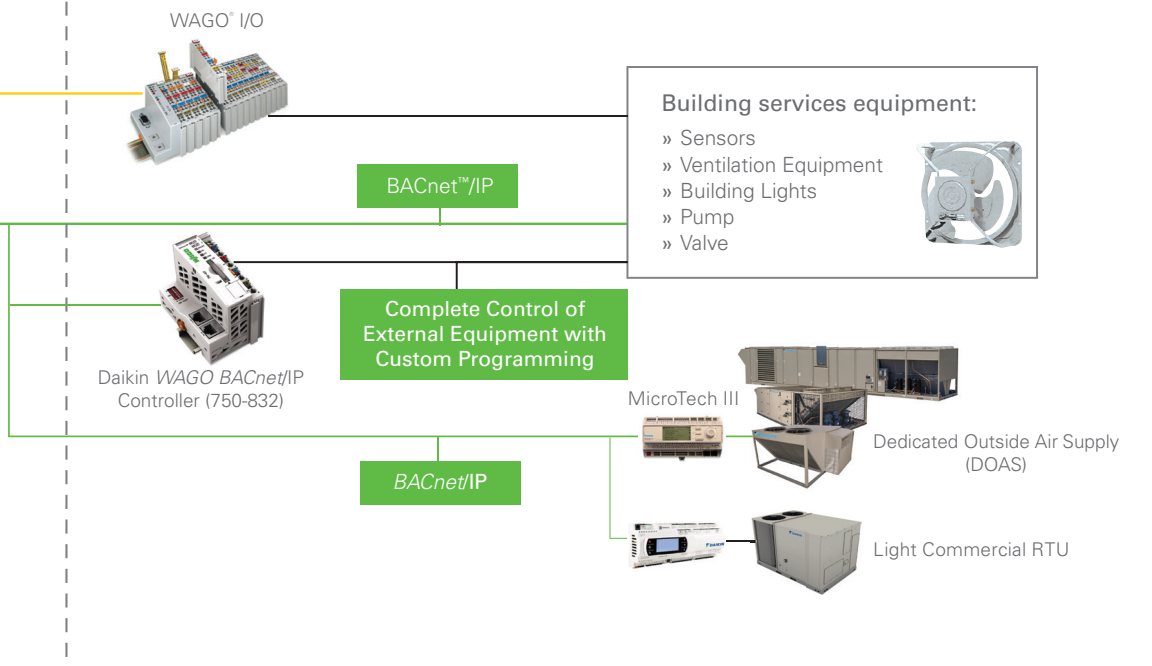 WAGO® I/O
Building services equipment:
» Sensors
» Ventilation Equipment
» Building Lights
» Pump
» Valve
BACnet™/IP
Complete Control of
External Equipment with
Custom Programming
Daikin WAGO BACnet/IP
Controller (750-832)
MicroTech III
Dedicated Outside Air Supply
(DOAS)
BACnet/IP
DAIKIN
Light Commercial RTU